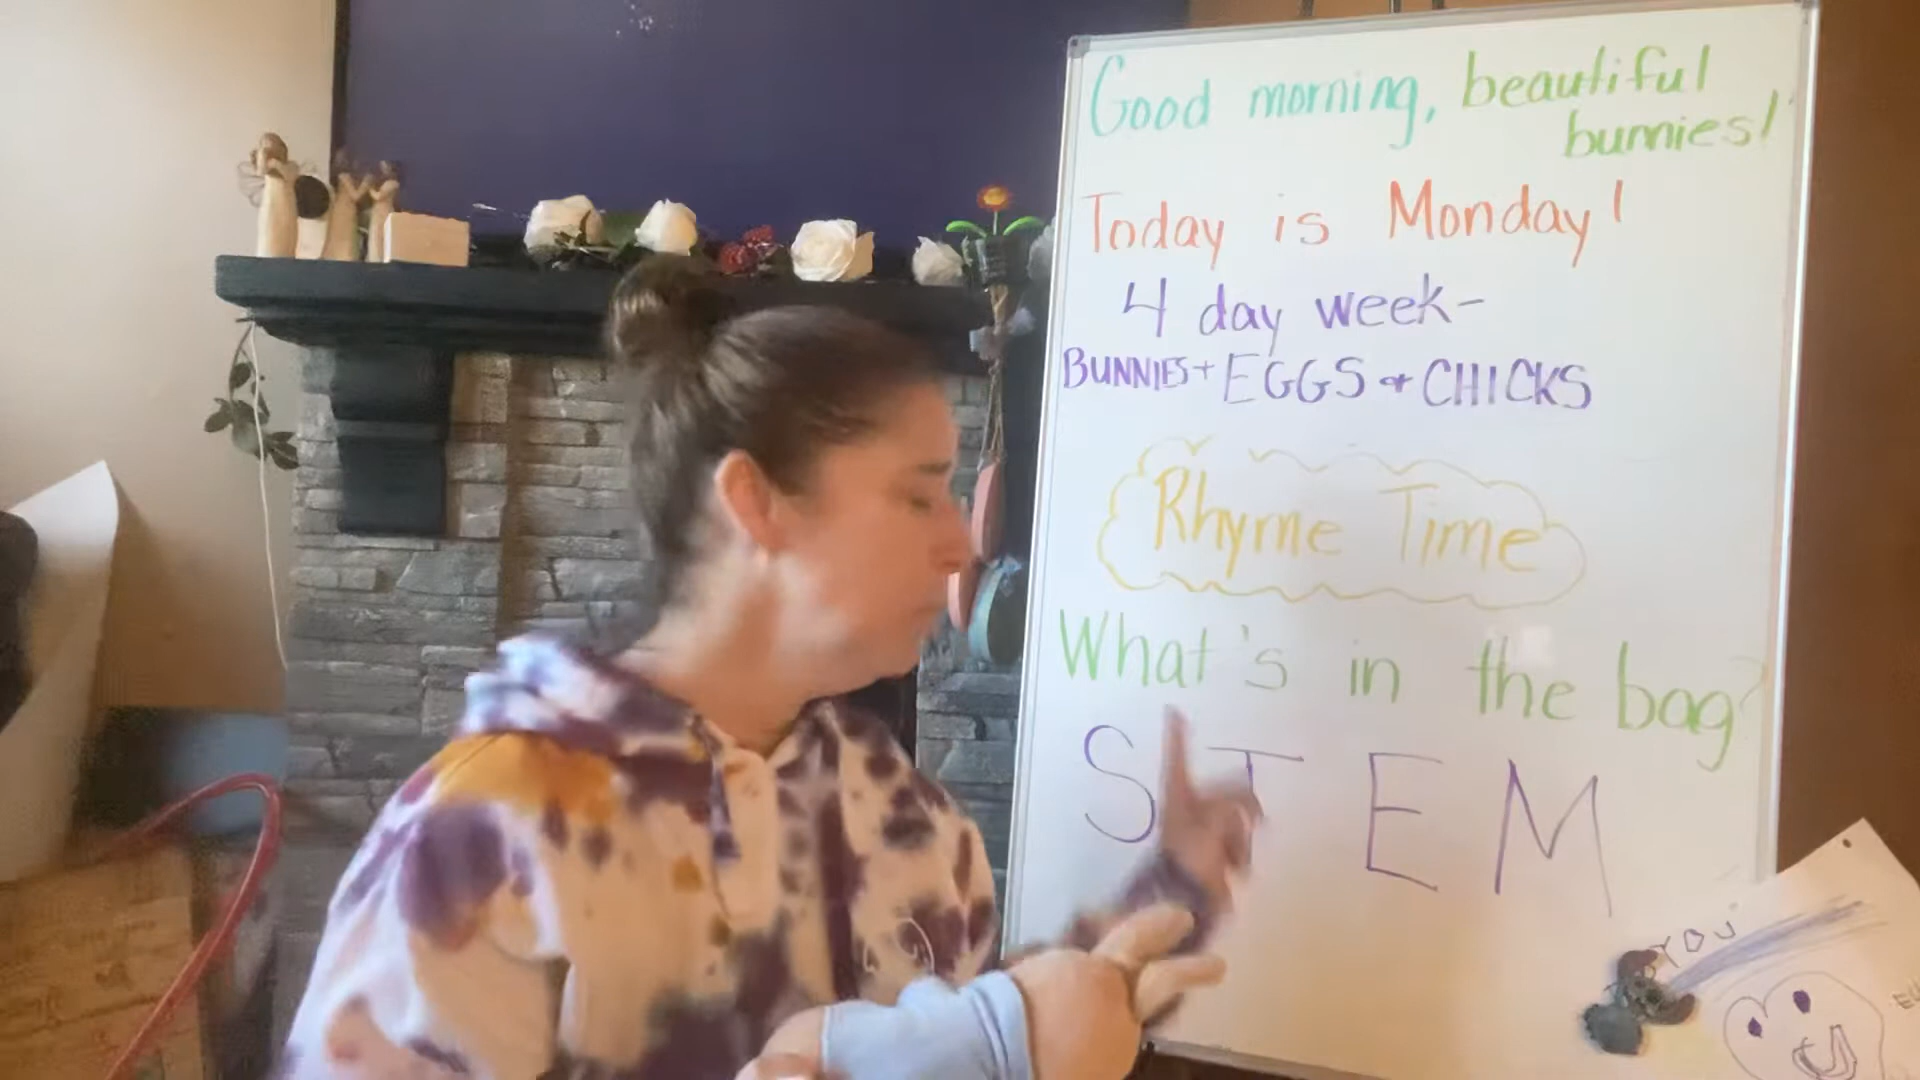 Good morning, beautiful
bunnies!
Today is Monday!
4 day week-
BUNNIES + EGGS + CHICKS
Rhyme Time
What's in the bag?
STEM
YOU